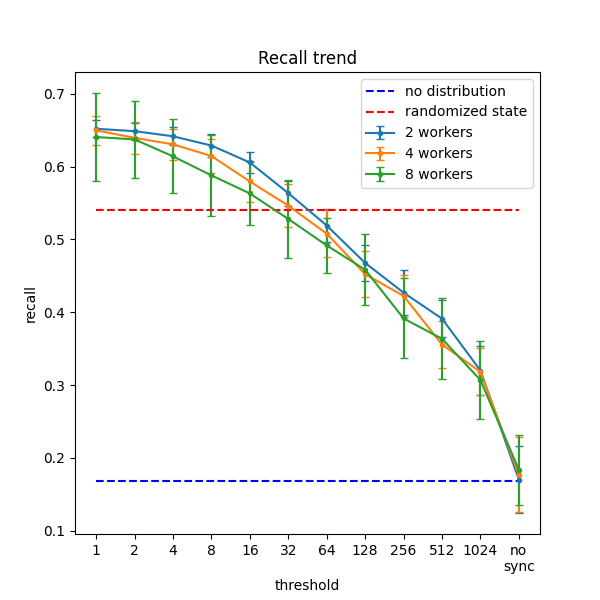 Recall trend
no distribution
randomized state
2 workers
4 workers
8 workers
recall
0.7
0.6
0.5
0.4
0.3
0.2
0.1
1 2 4 8 16 32 64 128 256 512 1024 no
sync
threshold